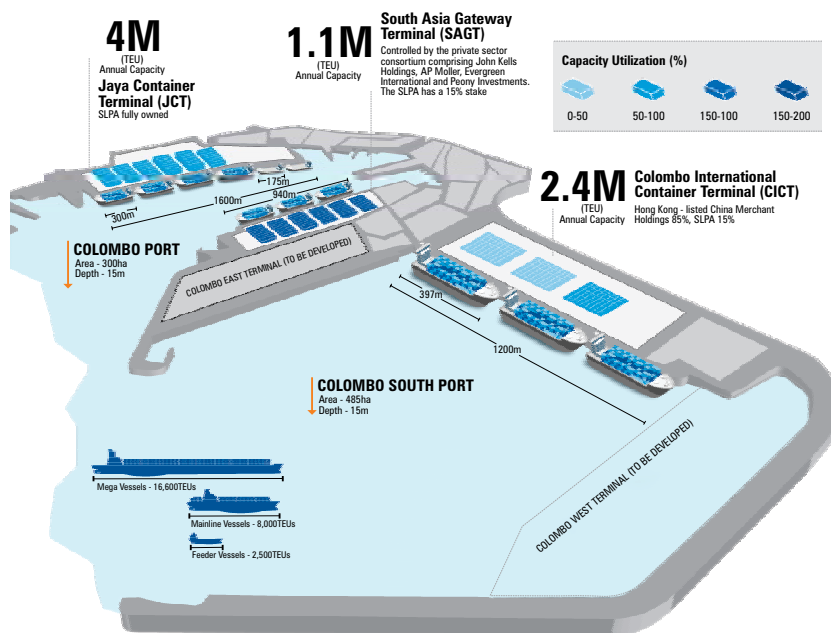 4M
(TEU)
Annual Capacity
Jaya Container
Terminal (JCT)
SLPA fully owned
1.1M
(TEU)
Annual Capacity
South Asia Gateway
Terminal (SAGT)
Controlled by the private sector
consortium comprising John Kells
Holdings, AP Moller, Evergreen
International and Peony Investments.
The SLPA has a 15% stake
Capacity Utilization (%)
0-50
50-100
150-100
150-200
2.4M
(TEU)
Annual Capacity
Colombo International
Container Terminal (CICT)
Hong Kong - listed China Merchant
Holdings 85%, SLPA 15%
175m
940m
1600m
300m
COLOMBO PORT
Area - 300ha
Depth - 15m
COLOMBO EAST TERMINAL (TO BE DEVELOPED)
397m
1200m
COLOMBO SOUTH PORT
Area - 485ha
Depth - 15m
COLOMBO WEST TERMINAL (TO BE DEVELOPED)
Mega Vessels - 16,600TEUs
Mainline Vessels - 8,000TEUs
Feeder Vessels - 2,500TEUs